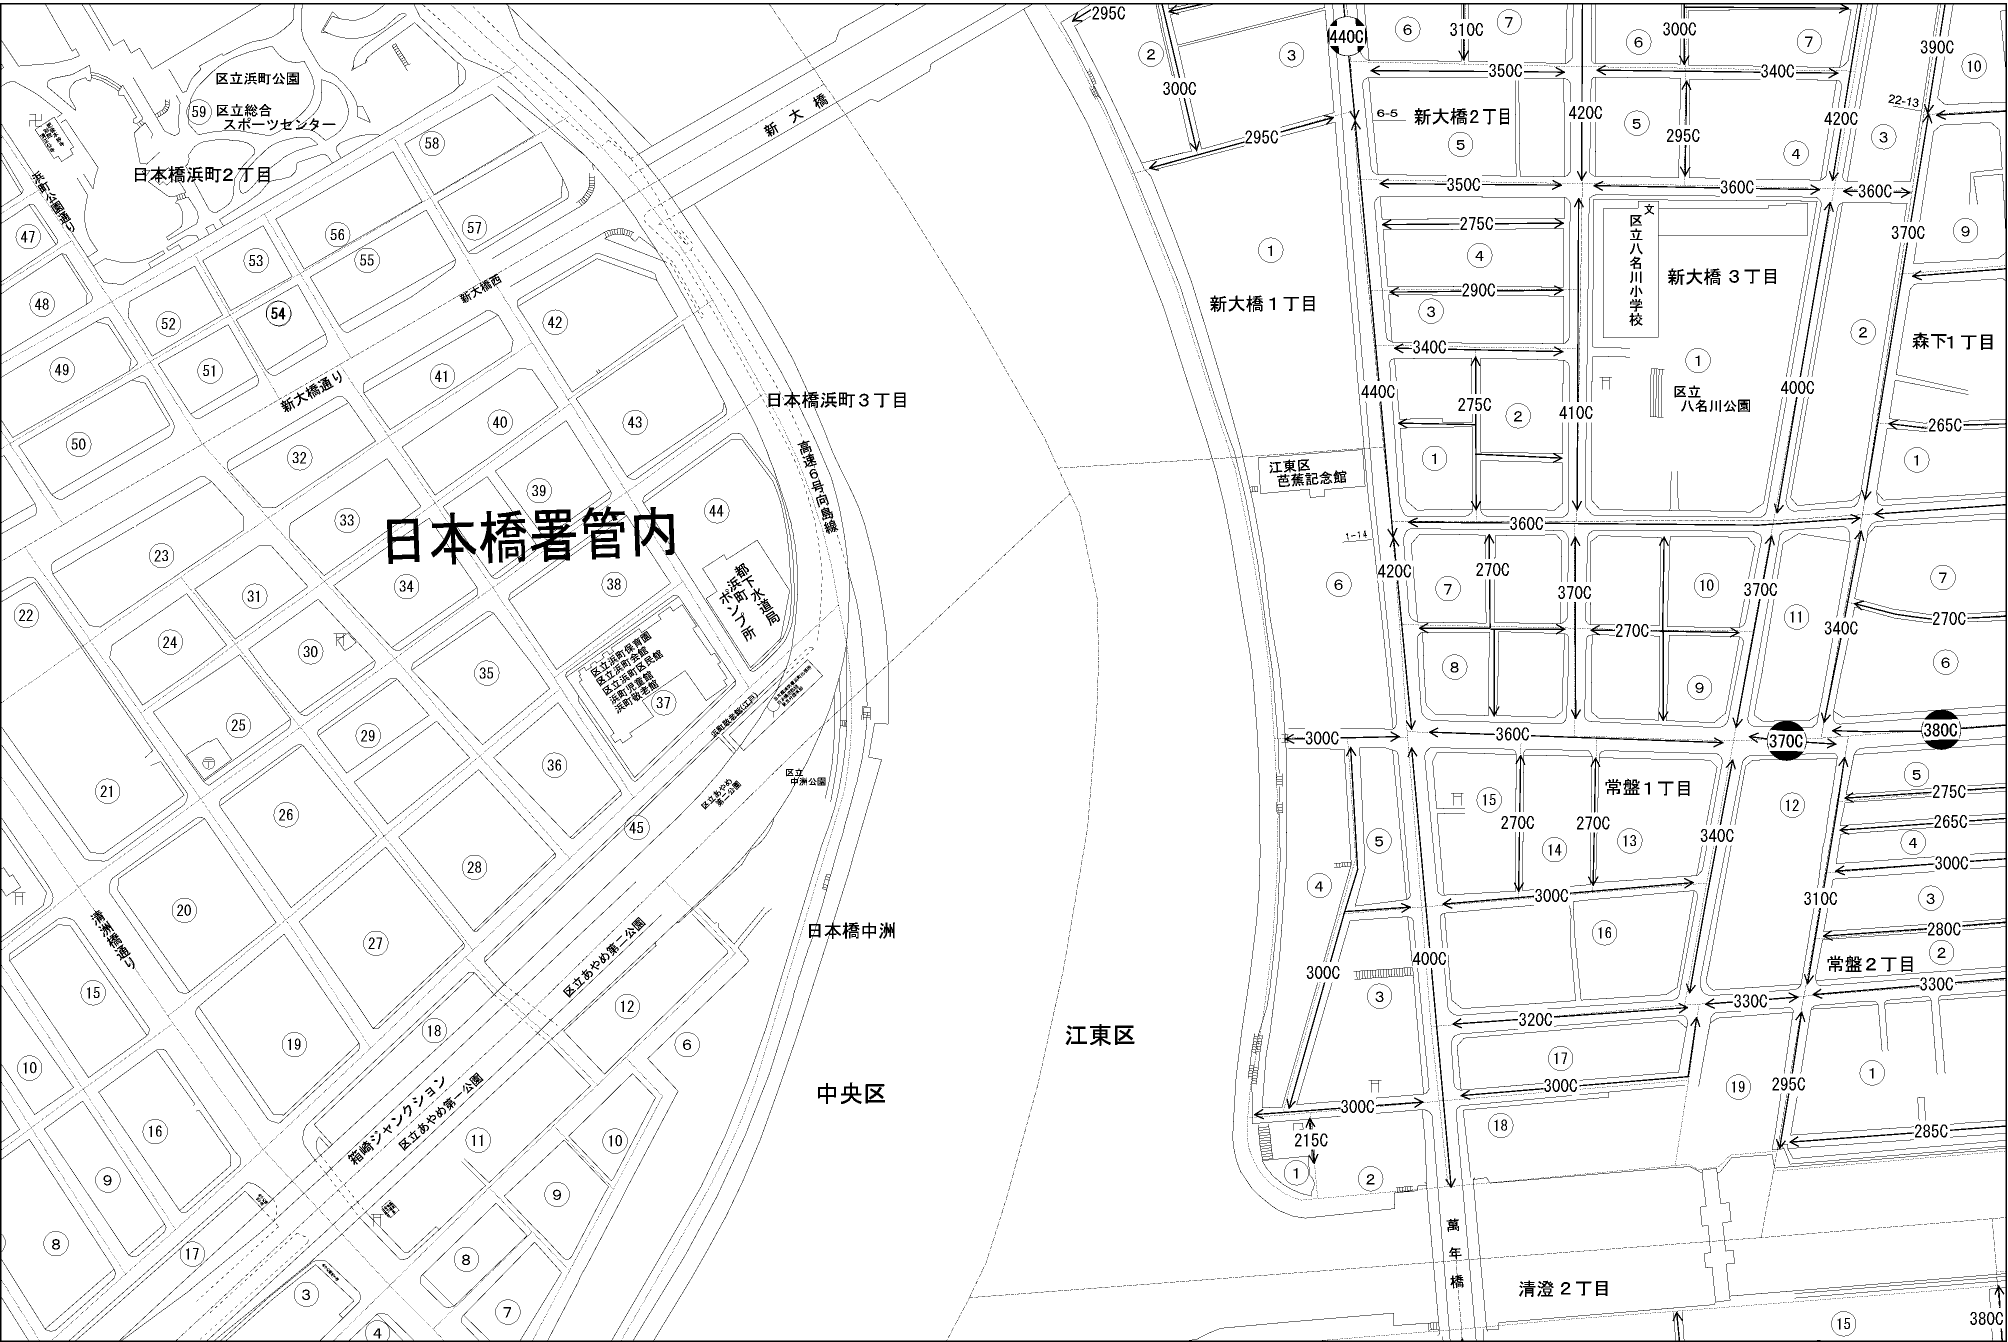 295C
440C
310C
300C
390C
6
7
6
7
2
3
10
区立浜町公園
59
区立総合
スポーツセンター
新大橋
350C
340C
300C
6-5
新大橋2丁目
420C
5
420C
22-13
3
295C
5
295C
4
58
日本橋浜町2丁目
浜町公園通り
350C
360C
360C
文
区立八名川小学校
275C
370C
9
47
56
57
53
55
1
4
新大橋3丁目
48
新大橋西
290C
新大橋1丁目
52
54
42
3
2
森下1丁目
49
51
41
340C
1
新大橋通り
日本橋浜町3丁目
440C
275C
2
410C
区立
八名川公園
400C
50
40
43
高速6号向島線
265C
32
1
1
江東区
芭蕉記念館
39
33
44
日本橋署管内
360C
1-14
23
都下水道局
浜町
ポンプ所
31
34
38
6
420C
7
270C
370C
10
370C
11
340C
7
270C
22
24
30
区立浜町保育園
区立浜町会館
区立浜町区民館
浜町児童館
浜町敬老館
270C
35
37
8
9
6
25
浜町敬老館(江戸)
29
300C
360C
370C
380C
36
区立
中洲公園
区立あやめ
第二公園
5
21
26
15
常盤1丁目
12
275C
45
270C
270C
340C
265C
5
14
13
4
28
300C
4
300C
20
310C
3
清洲橋通り
27
日本橋中洲
16
280C
区立あやめ第二公園
400C
2
300C
常盤2丁目
15
3
330C
330C
12
18
320C
江東区
19
6
17
10
300C
19
295C
1
箱崎ジャンクション
区立あやめ第一公園
中央区
300C
16
11
10
215C
18
285C
1
2
9
9
萬年橋
8
17
8
清澄2丁目
3
7
4
15
380C